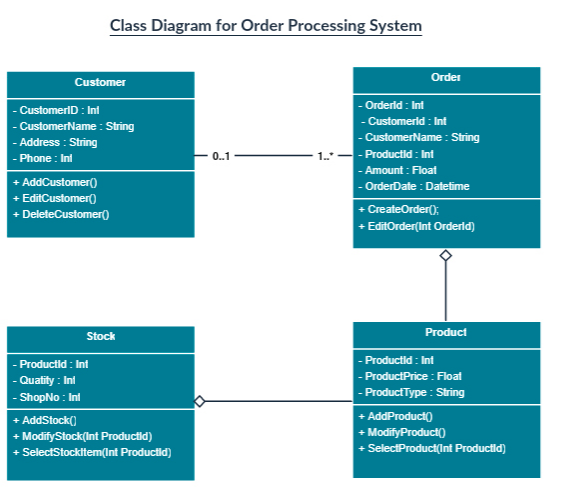 Class Diagram for Order Processing System
Customer
- CustomerID : Int
- CustomerName : String
- Address : String
- Phone : Int
+ AddCustomer()
+ EditCustomer()
+ DeleteCustomer()
0..1
1..*
Order
- OrderId : Int
- CustomerId : Int
- CustomerName : String
- ProductId : Int
- Amount : Float
- OrderDate : Datetime
+ CreateOrder();
+ EditOrder(Int OrderId)
Stock
- ProductId : Int
- Quatity : Int
- ShopNo : Int
+ AddStock()
+ ModifyStock(Int ProductId)
+ SelectStockItem(Int ProductId)
Product
- ProductId : Int
- ProductPrice : Float
- ProductType : String
+ AddProduct()
+ ModifyProduct()
+ SelectProduct(Int ProductId)